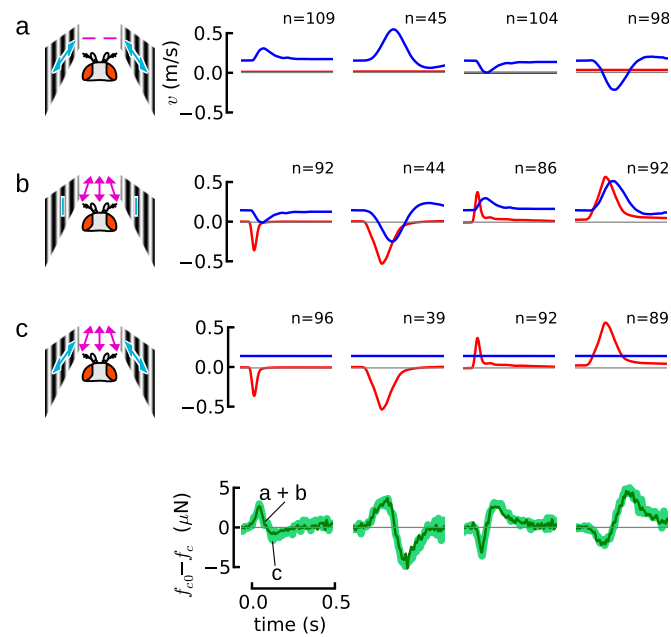 a
n=109 n=45 n=104 n=98
v (m/s)
0.5
0.0
−0.5
b
n=92 n=44 n=86 n=92
0.5
0.0
−0.5
c
n=96 n=39 n=92 n=89
0.5
0.0
−0.5
f_{c0}−f_c (μN)
5
0
−5
a + b
c
0.0 0.5
time (s)